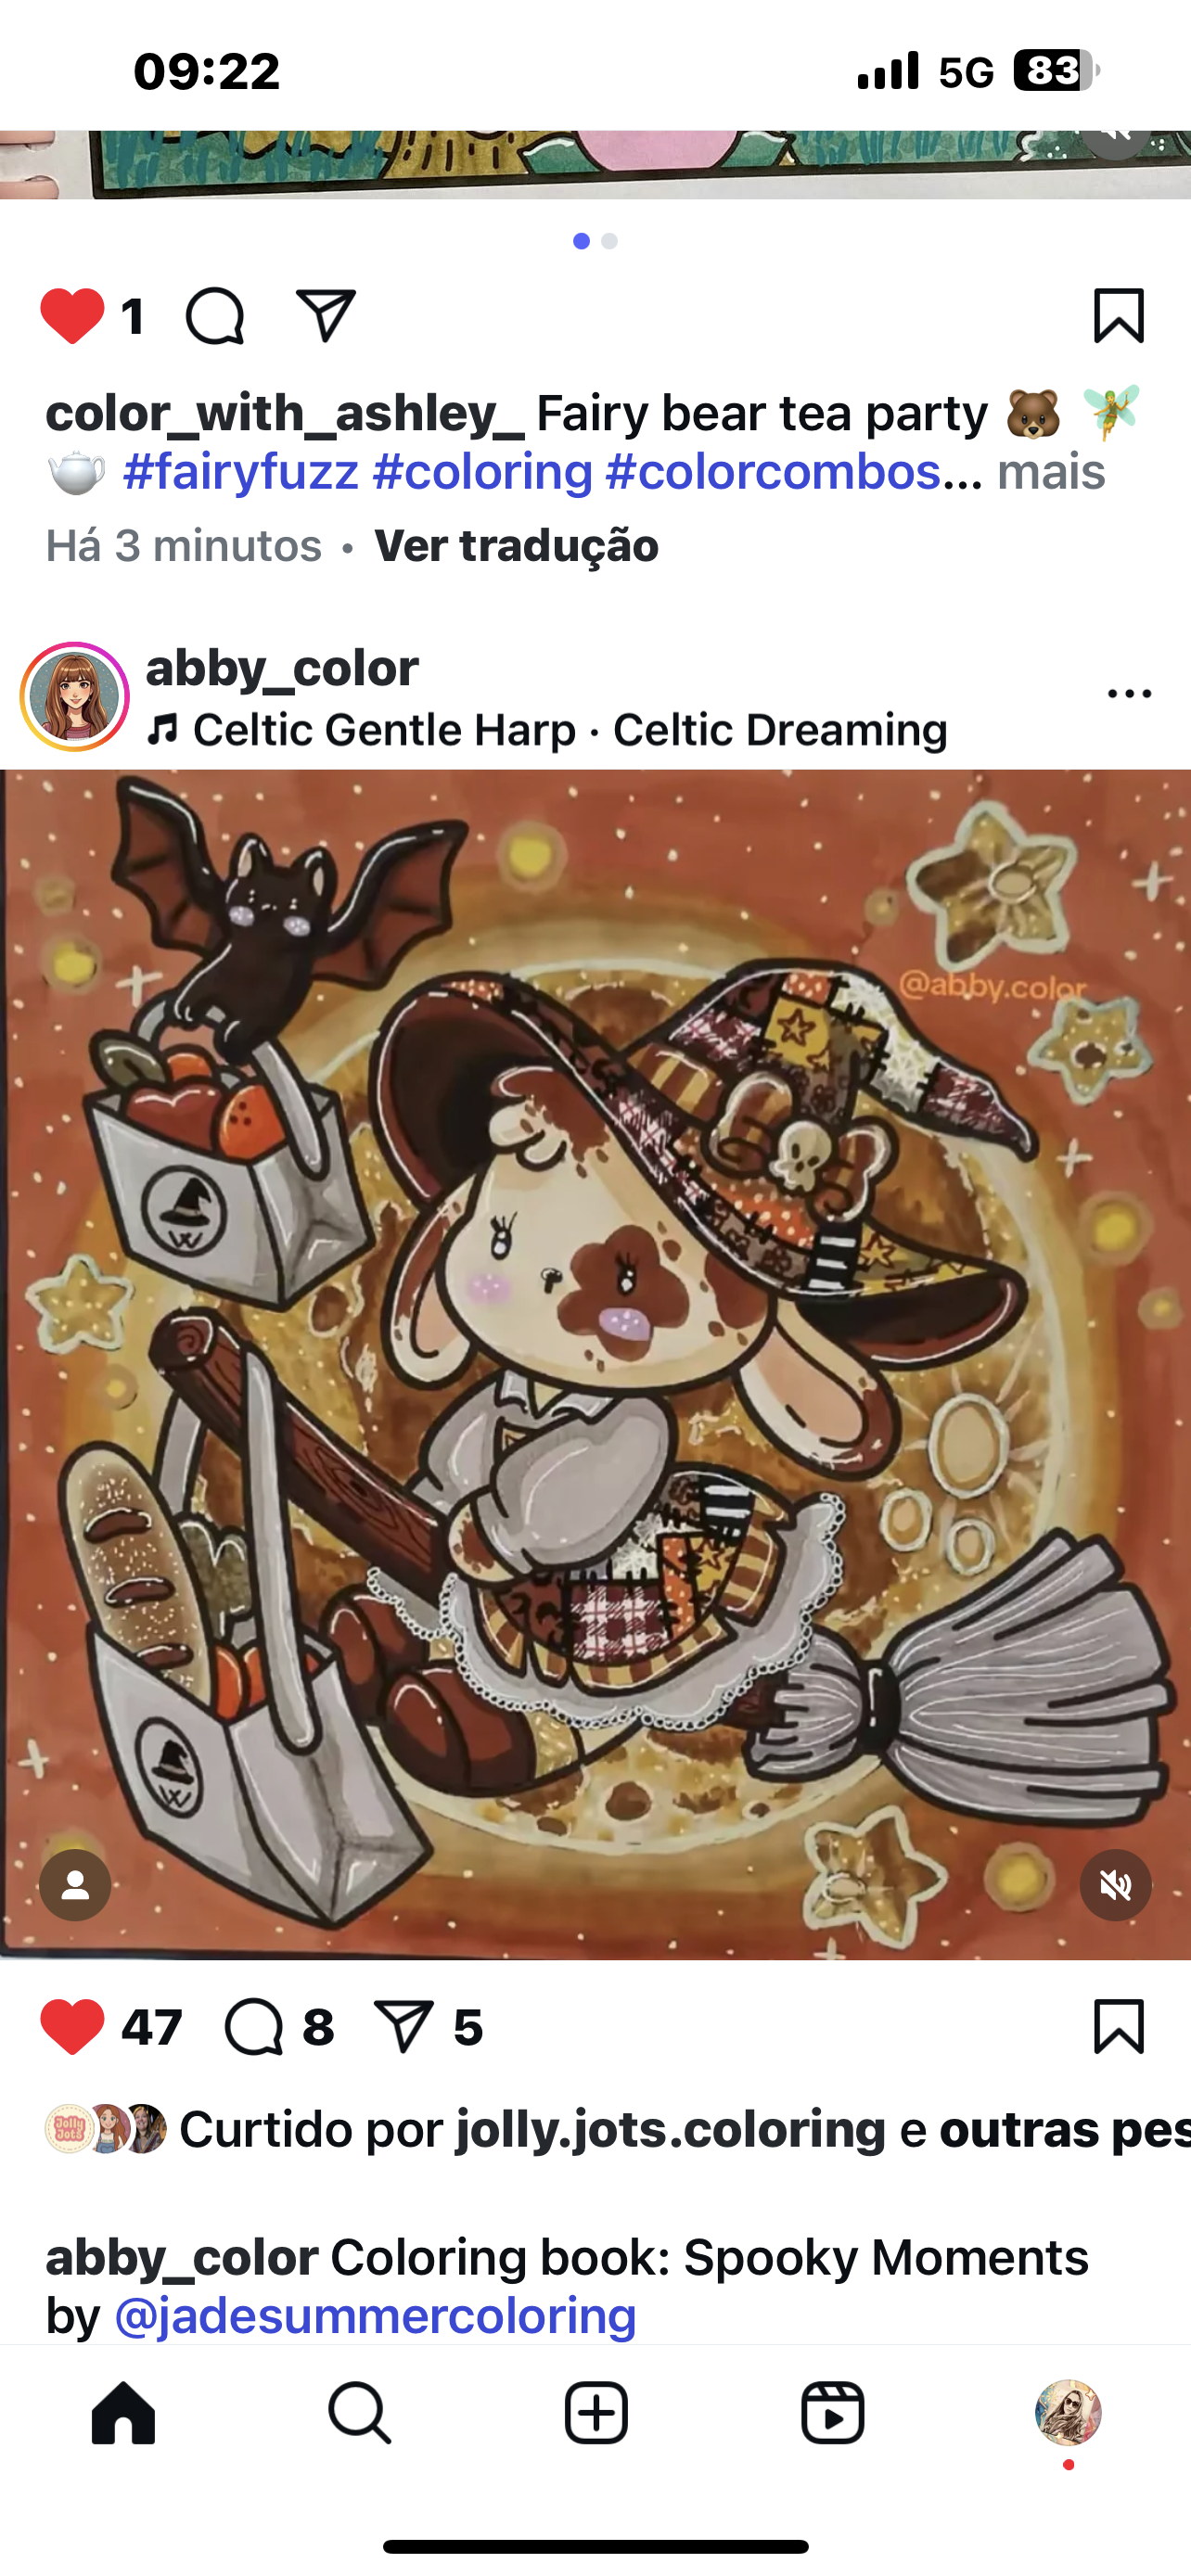 09:22 5G 83
1
color_with_ashley_ Fairy bear tea party 🐻 🧚
🫖 #fairyfuzz #coloring #colorcombos... mais
Há 3 minutos • Ver tradução
abby_color
♫ Celtic Gentle Harp · Celtic Dreaming
@abby.color
W
W
47 8 5
Jolly Jots
Curtido por jolly.jots.coloring e outras pes
abby_color Coloring book: Spooky Moments
by @jadesummercoloring